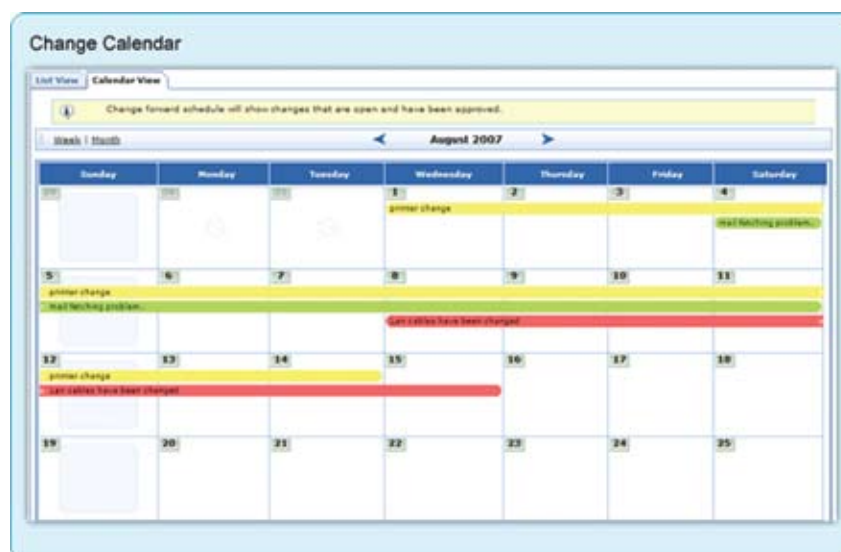 Change Calendar
List View Calendar View
Change forward schedule will show changes that are open and have been approved.
Week | Month August 2007
Sunday Monday Tuesday Wednesday Thursday Friday Saturday
1 2 3 4
printer change
mail fetching problem..
5 6 7 8 9 10 11
printer change
mail fetching problem..
Lan cables have been changed
12 13 14 15 16 17 18
printer change
Lan cables have been changed
19 20 21 22 23 24 25